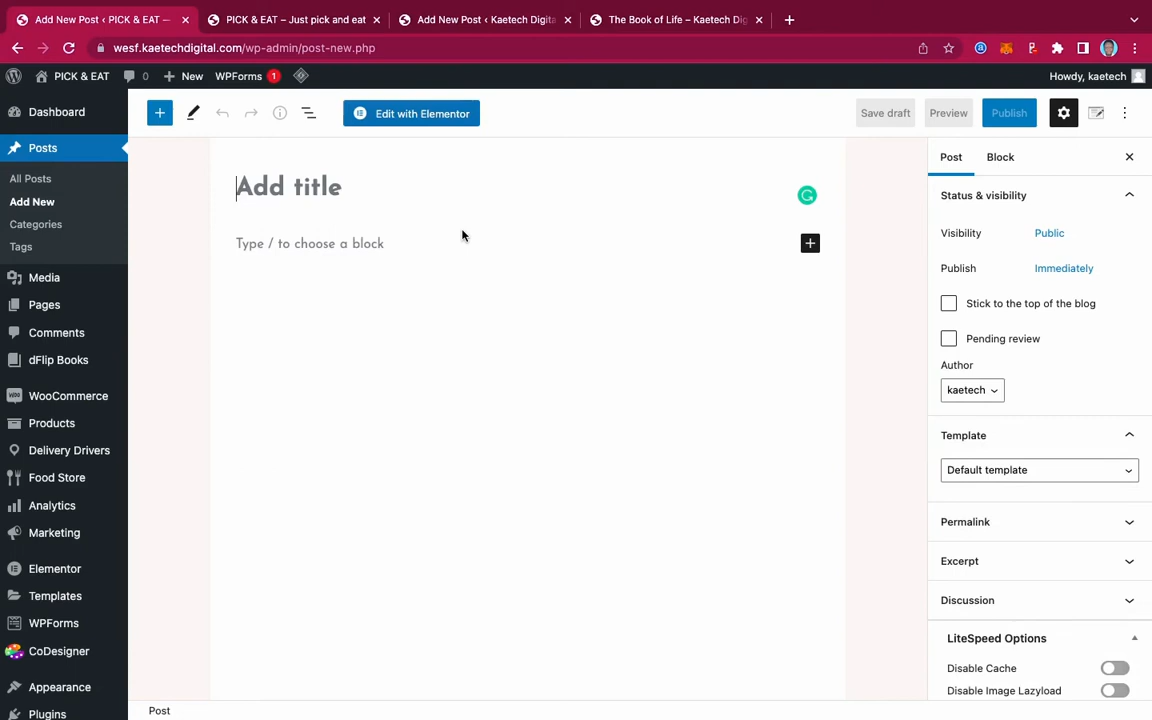 Add New Post ‹ PICK & EAT —
PICK & EAT – Just pick and eat
Add New Post ‹ Kaetech Digita
The Book of Life – Kaetech Dig
wesf.kaetechdigital.com/wp-admin/post-new.php
PICK & EAT
0
New
WPForms 1
Howdy, kaetech
Dashboard
Posts
All Posts
Add New
Categories
Tags
Media
Pages
Comments
dFlip Books
WooCommerce
Products
Delivery Drivers
Food Store
Analytics
Marketing
Elementor
Templates
WPForms
CoDesigner
Appearance
Plugins
Edit with Elementor
Save draft
Preview
Publish
Add title
Type / to choose a block
Post
Block
Status & visibility
Visibility
Public
Publish
Immediately
Stick to the top of the blog
Pending review
Author
kaetech
Template
Default template
Permalink
Excerpt
Discussion
LiteSpeed Options
Disable Cache
Disable Image Lazyload
Post